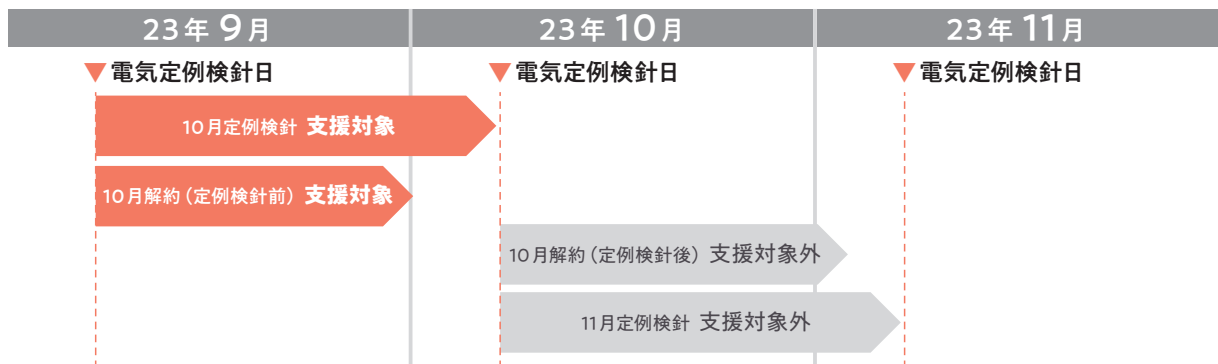 23年 9月
23年 10月
23年 11月
電気定例検針日
電気定例検針日
電気定例検針日
10月定例検針 支援対象
10月解約(定例検針前) 支援対象
10月解約(定例検針後) 支援対象外
11月定例検針 支援対象外